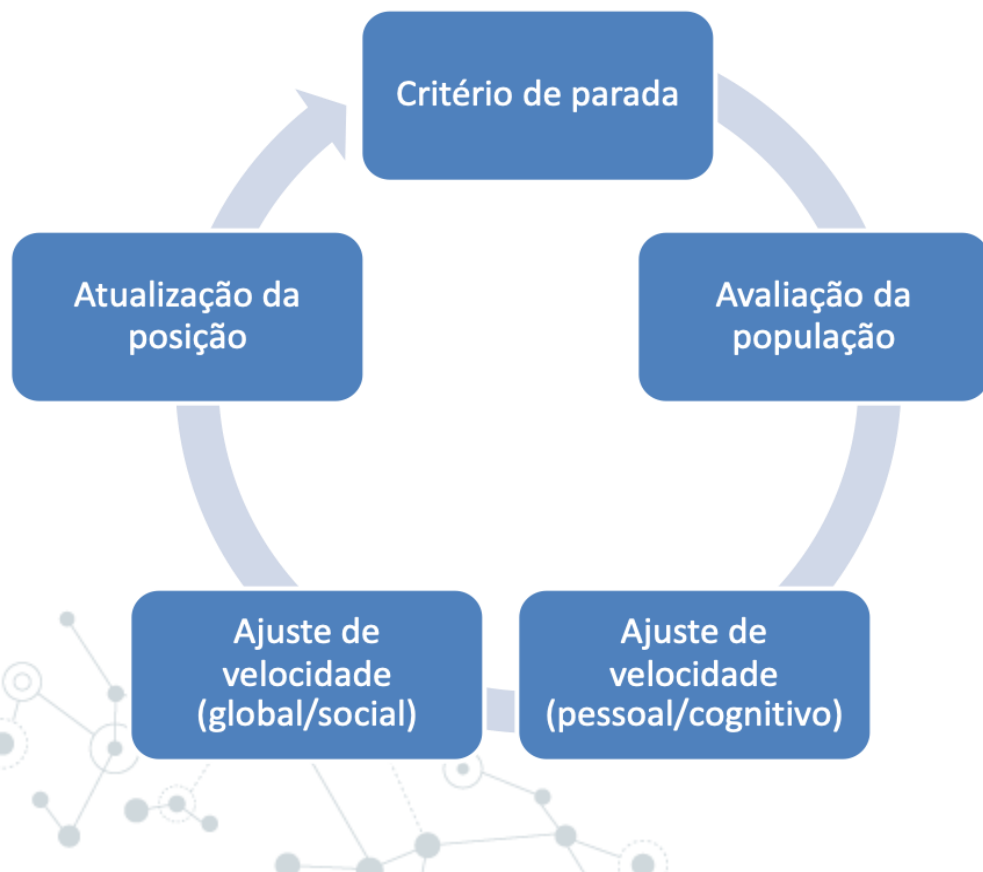 Critério de parada
Avaliação da
população
Ajuste de
velocidade
(pessoal/cognitivo)
Ajuste de
velocidade
(global/social)
Atualização da
posição